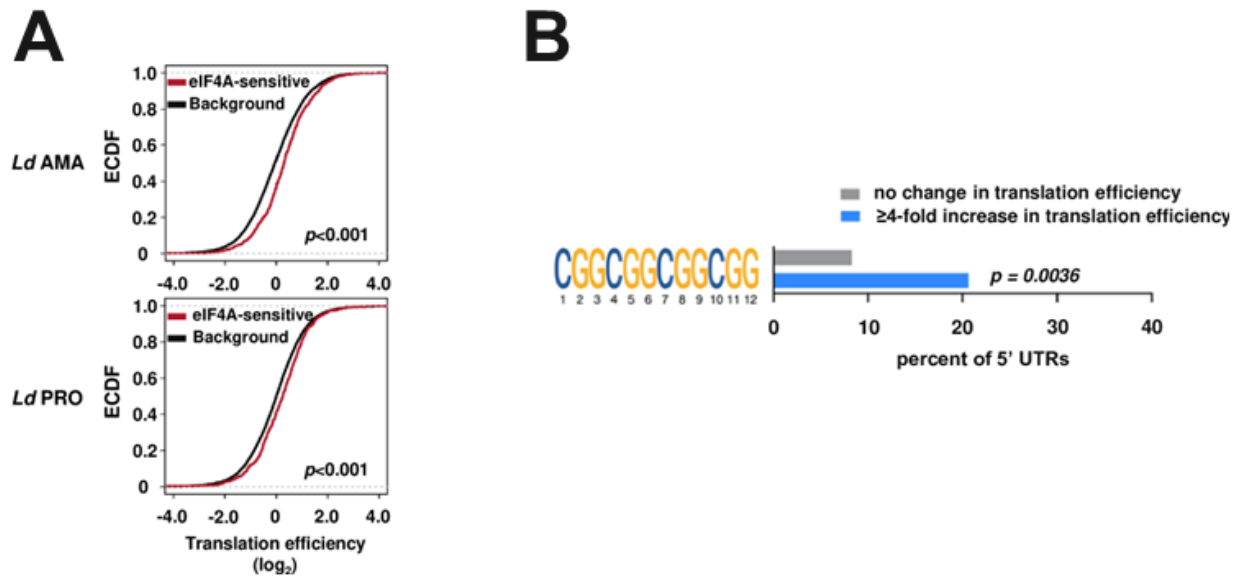 A
B
1.0
0.8
0.6
0.4
0.2
0
ECDF
eIF4A-sensitive
Background
p<0.001
Ld AMA
-4.0 -2.0 0 2.0 4.0
1.0
0.8
0.6
0.4
0.2
0
ECDF
eIF4A-sensitive
Background
p<0.001
Ld PRO
-4.0 -2.0 0 2.0 4.0
Translation efficiency
(log₂)
no change in translation efficiency
≥4-fold increase in translation efficiency
CGGCGGCGGCGG
1 2 3 4 5 6 7 8 9 10 11 12
p = 0.0036
0 10 20 30 40
percent of 5' UTRs